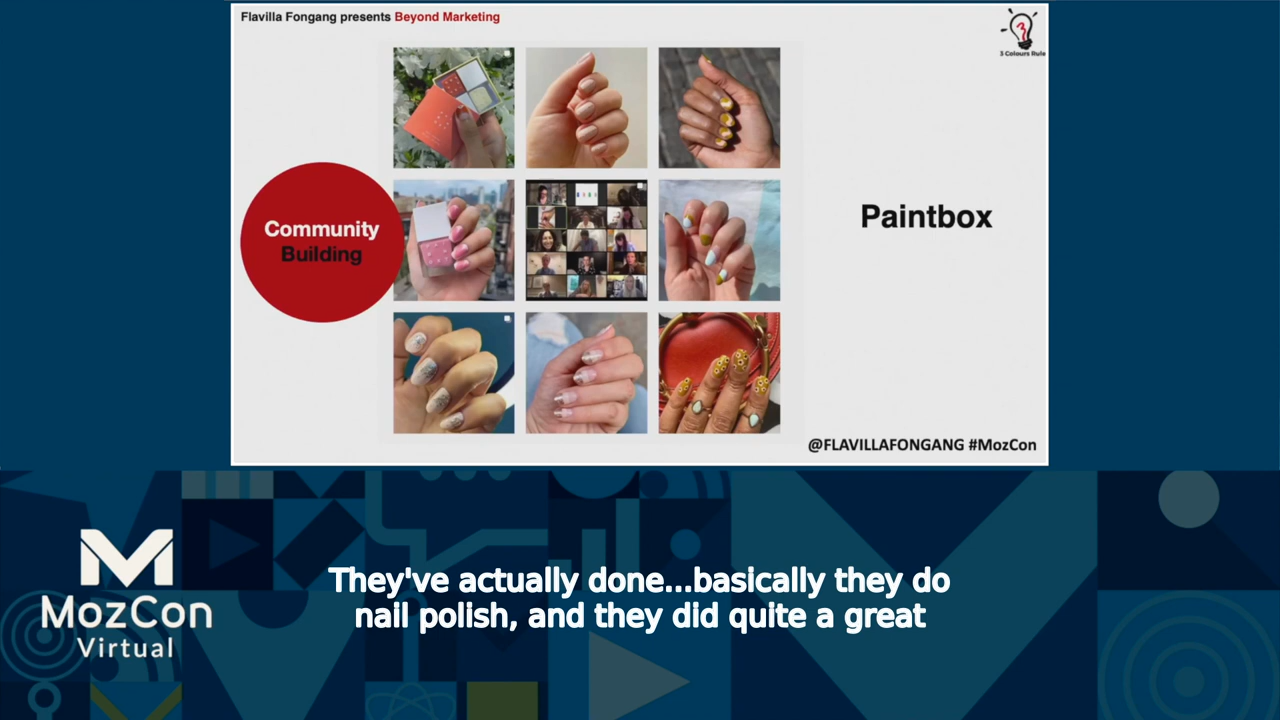 Flavilla Fongang presents Beyond Marketing
3
3 Colours Rule
Community
Building
Paintbox
@FLAVILLAFONGANG #MozCon
MozCon
Virtual
They've actually done...basically they do
nail polish, and they did quite a great